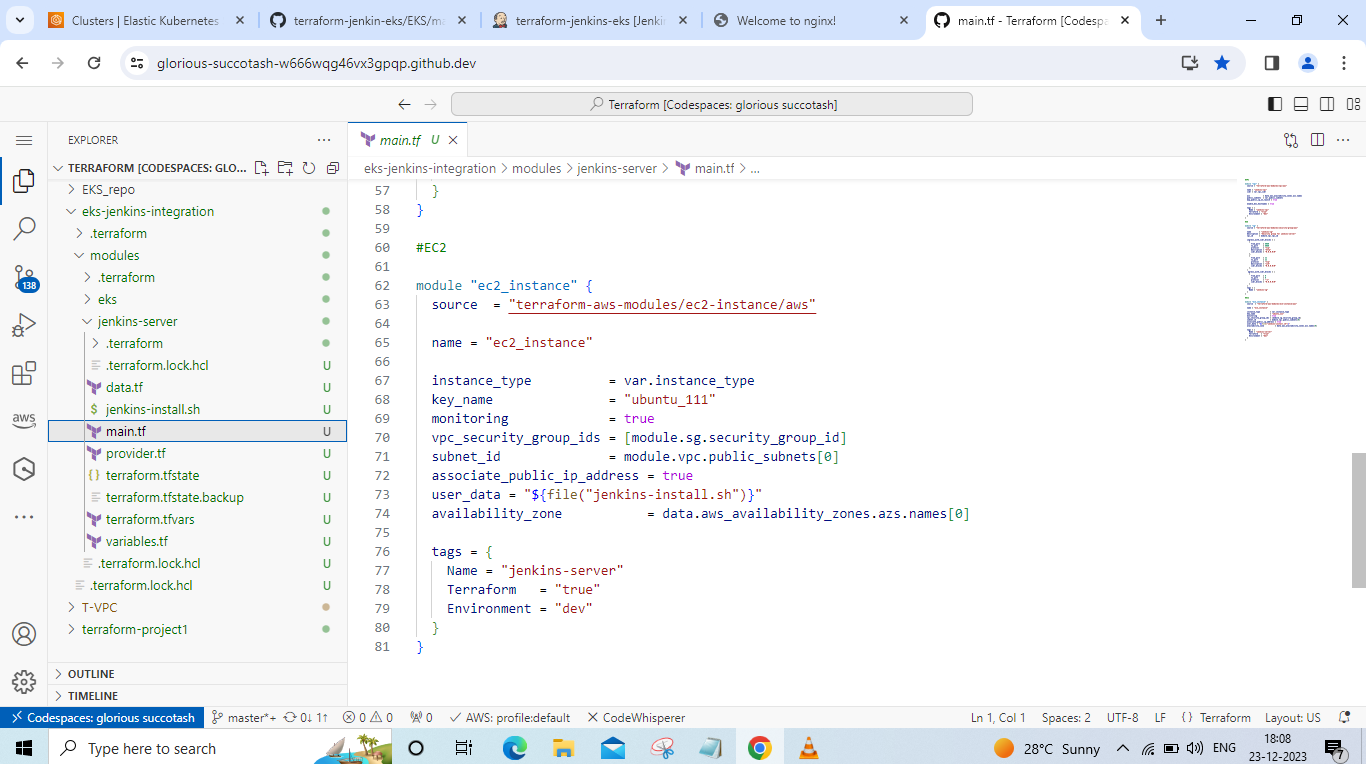 Clusters | Elastic Kubernetes
terraform-jenkin-eks/EKS/m
terraform-jenkins-eks [Jenki
Welcome to nginx!
main.tf - Terraform [Codespa
glorious-succotash-w666wqg46vx3gpqp.github.dev
Terraform [Codespaces: glorious succotash]
EXPLORER
TERRAFORM [CODESPACES: GLO...
EKS_repo
eks-jenkins-integration
.terraform
modules
.terraform
eks
jenkins-server
.terraform
.terraform.lock.hcl U
data.tf U
$ jenkins-install.sh U
main.tf U
provider.tf U
{} terraform.tfstate U
terraform.tfstate.backup U
terraform.tfvars U
variables.tf U
.terraform.lock.hcl U
.terraform.lock.hcl U
T-VPC
terraform-project1
OUTLINE
TIMELINE
138
aws
main.tf U
eks-jenkins-integration > modules > jenkins-server > main.tf > ...
57 }
58 }
59
60 #EC2
61
62 module "ec2_instance" {
63 source = "terraform-aws-modules/ec2-instance/aws"
64
65 name = "ec2_instance"
66
67 instance_type = var.instance_type
68 key_name = "ubuntu_111"
69 monitoring = true
70 vpc_security_group_ids = [module.sg.security_group_id]
71 subnet_id = module.vpc.public_subnets[0]
72 associate_public_ip_address = true
73 user_data = "${file("jenkins-install.sh")}"
74 availability_zone = data.aws_availability_zones.azs.names[0]
75
76 tags = {
77 Name = "jenkins-server"
78 Terraform = "true"
79 Environment = "dev"
80 }
81 }
Codespaces: glorious succotash master*+ 0↓ 1↑ 0 0 0 AWS: profile:default CodeWhisperer Ln 1, Col 1 Spaces: 2 UTF-8 LF {} Terraform Layout: US
Type here to search
28°C Sunny
ENG
18:08
23-12-2023
7